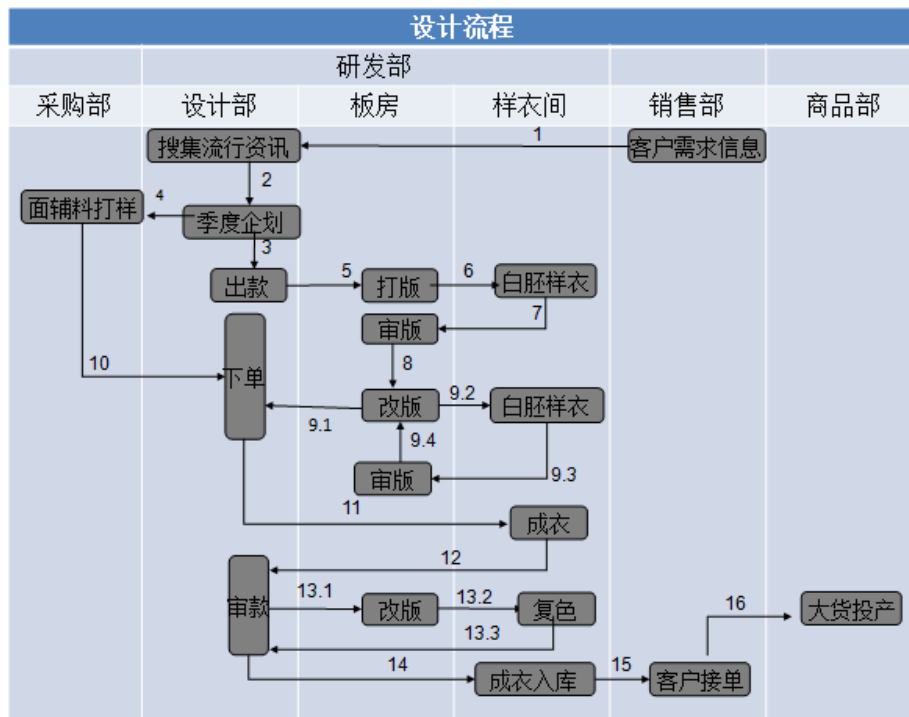 设计流程
研发部
采购部 设计部 板房 样衣间 销售部 商品部
搜集流行资讯 1 客户需求信息
2
面辅料打样 4 季度企划
3
出款 5 打版 6 白胚样衣
7
审版
8
10 下单
改版 9.2 白胚样衣
9.1 9.4
审版 9.3
11 成衣
12
审款 13.1 改版 13.2 复色 16 大货投产
13.3
14 成衣入库 15 客户接单